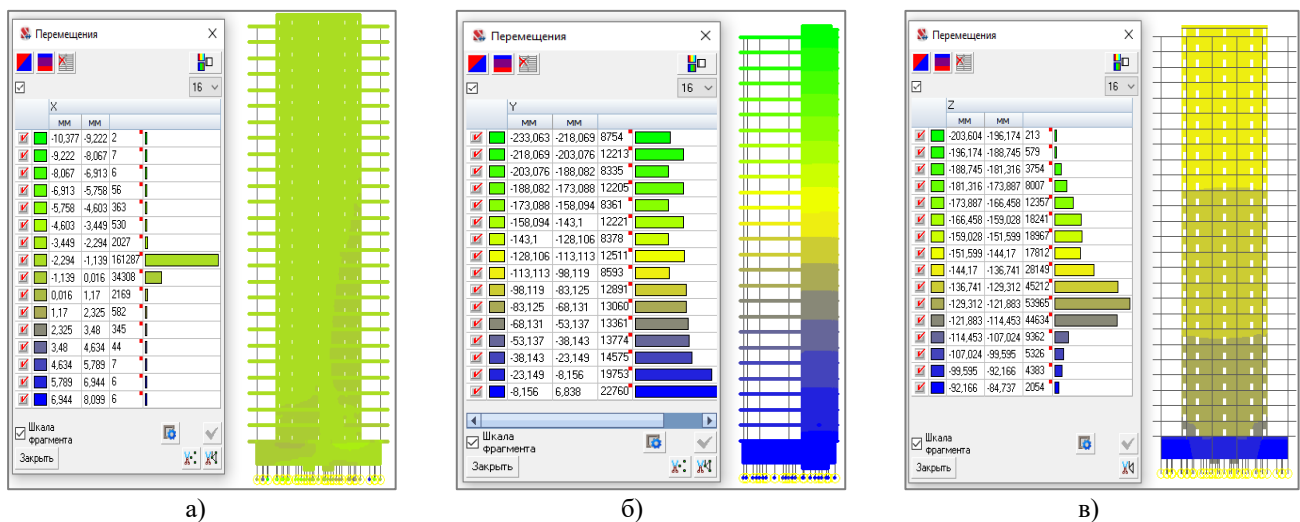 Перемещения
16
X
мм мм
-10,377 -9,222 2
-9,222 -8,067 7
-8,067 -6,913 6
-6,913 -5,758 56
-5,758 -4,603 363
-4,603 -3,449 530
-3,449 -2,294 2027
-2,294 -1,139 161287
-1,139 0,016 34308
0,016 1,17 2169
1,17 2,325 582
2,325 3,48 345
3,48 4,634 44
4,634 5,789 7
5,789 6,944 6
6,944 8,099 6
Шкала
фрагмента
Закрыть
а)
Перемещения
16
Y
мм мм
-233,063 -218,069 8754
-218,069 -203,076 12213
-203,076 -188,082 8335
-188,082 -173,088 12205
-173,088 -158,094 8361
-158,094 -143,1 12221
-143,1 -128,106 8378
-128,106 -113,113 12511
-113,113 -98,119 8593
-98,119 -83,125 12891
-83,125 -68,131 13060
-68,131 -53,137 13361
-53,137 -38,143 13774
-38,143 -23,149 14575
-23,149 -8,156 19753
-8,156 6,838 22760
Шкала
фрагмента
Закрыть
б)
Перемещения
16
Z
мм мм
-203,604 -196,174 213
-196,174 -188,745 579
-188,745 -181,316 3754
-181,316 -173,887 8007
-173,887 -166,458 12357
-166,458 -159,028 18241
-159,028 -151,599 18967
-151,599 -144,17 17812
-144,17 -136,741 28149
-136,741 -129,312 45212
-129,312 -121,883 53965
-121,883 -114,453 44634
-114,453 -107,024 9362
-107,024 -99,595 5326
-99,595 -92,166 4383
-92,166 -84,737 2054
Шкала
фрагмента
Закрыть
в)